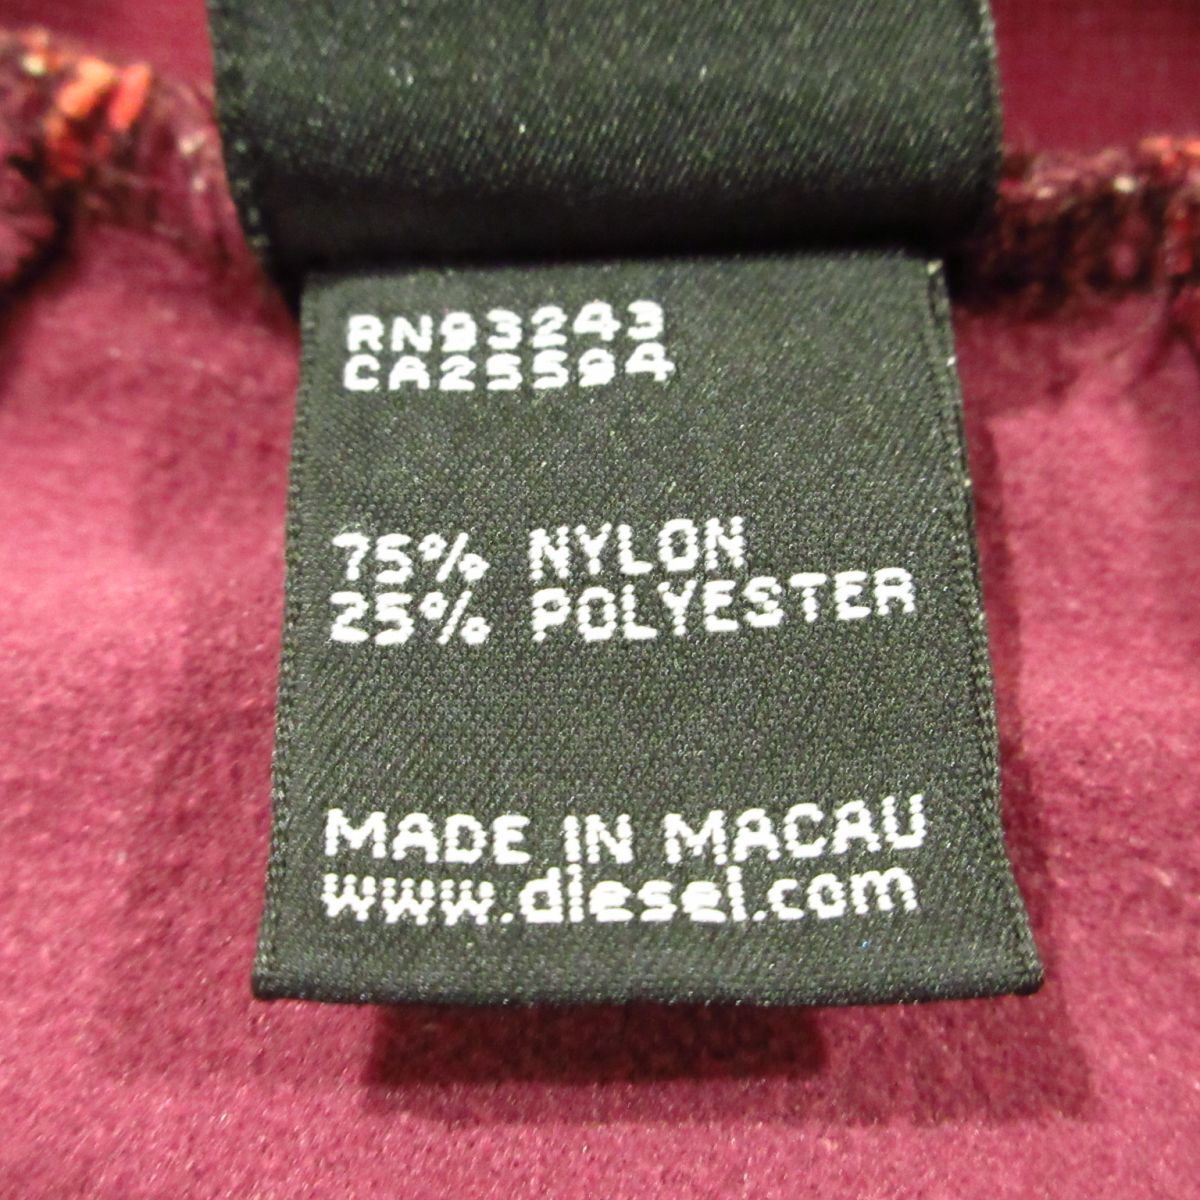 RN93243
CA25594
75% NYLON
25% POLYESTER
MADE IN MACAU
www.diesel.com